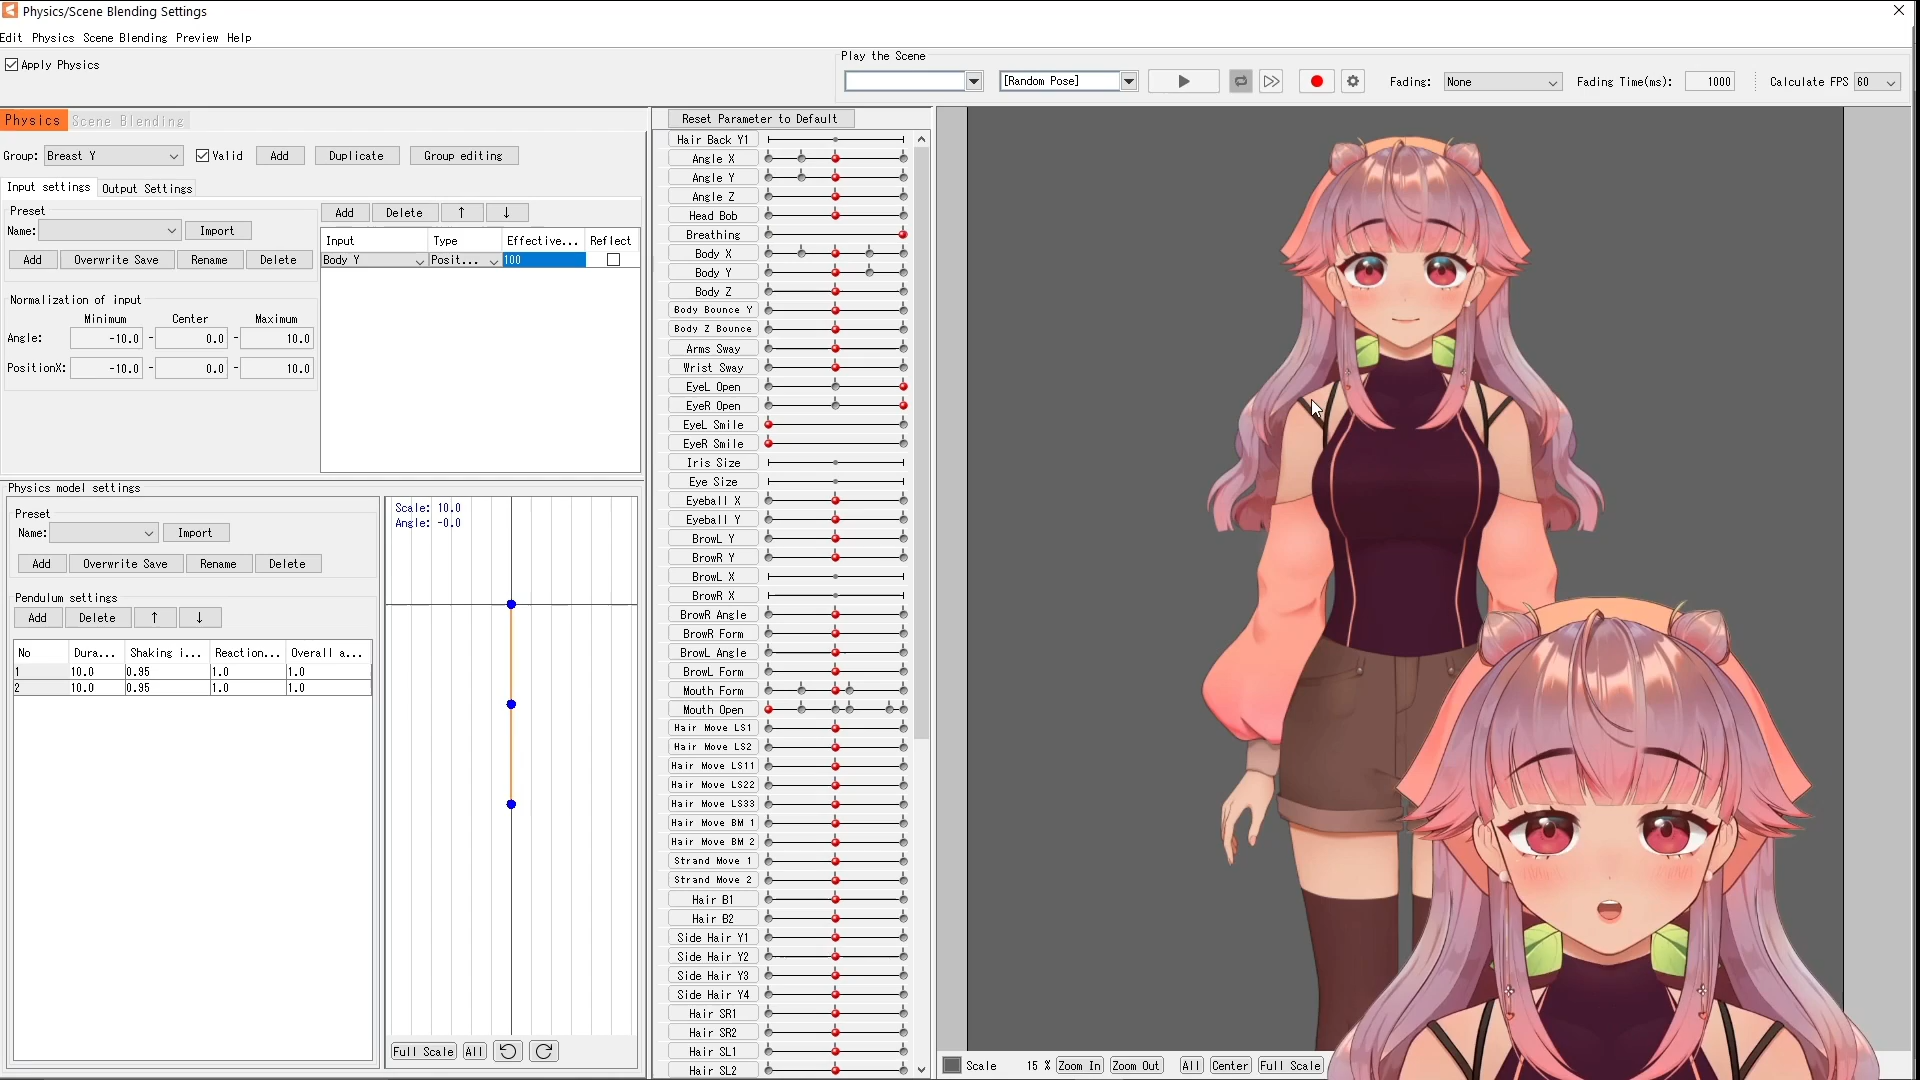 Physics/Scene Blending Settings
Edit Physics Scene Blending Preview Help
Apply Physics
Play the Scene
[Random Pose]
Fading: None
Fading Time(ms): 1000
Calculate FPS 60
Physics Scene Blending
Group: Breast Y
Valid
Add
Duplicate
Group editing
Input settings
Output Settings
Preset
Name:
Import
Add
Overwrite Save
Rename
Delete
Normalization of input
Minimum Center Maximum
Angle: -10.0 - 0.0 - 10.0
PositionX: -10.0 - 0.0 - 10.0
Add
Delete
↑
↓
Input Type Effective... Reflect
Body Y Posit... 100
Physics model settings
Preset
Name:
Import
Add
Overwrite Save
Rename
Delete
Pendulum settings
Add
Delete
↑
↓
No Dura... Shaking i... Reaction... Overall a...
1 10.0 0.95 1.0 1.0
2 10.0 0.95 1.0 1.0
Scale: 10.0
Angle: -0.0
Full Scale
All
Reset Parameter to Default
Hair Back Y1
Angle X
Angle Y
Angle Z
Head Bob
Breathing
Body X
Body Y
Body Z
Body Bounce Y
Body Z Bounce
Arms Sway
Wrist Sway
EyeL Open
EyeR Open
EyeL Smile
EyeR Smile
Iris Size
Eye Size
Eyeball X
Eyeball Y
BrowL Y
BrowR Y
BrowL X
BrowR X
BrowR Angle
BrowR Form
BrowL Angle
BrowL Form
Mouth Form
Mouth Open
Hair Move LS1
Hair Move LS2
Hair Move LS11
Hair Move LS22
Hair Move LS33
Hair Move BM 1
Hair Move BM 2
Strand Move 1
Strand Move 2
Hair B1
Hair B2
Side Hair Y1
Side Hair Y2
Side Hair Y3
Side Hair Y4
Hair SR1
Hair SR2
Hair SL1
Hair SL2
Scale 15 % Zoom In Zoom Out All Center Full Scale